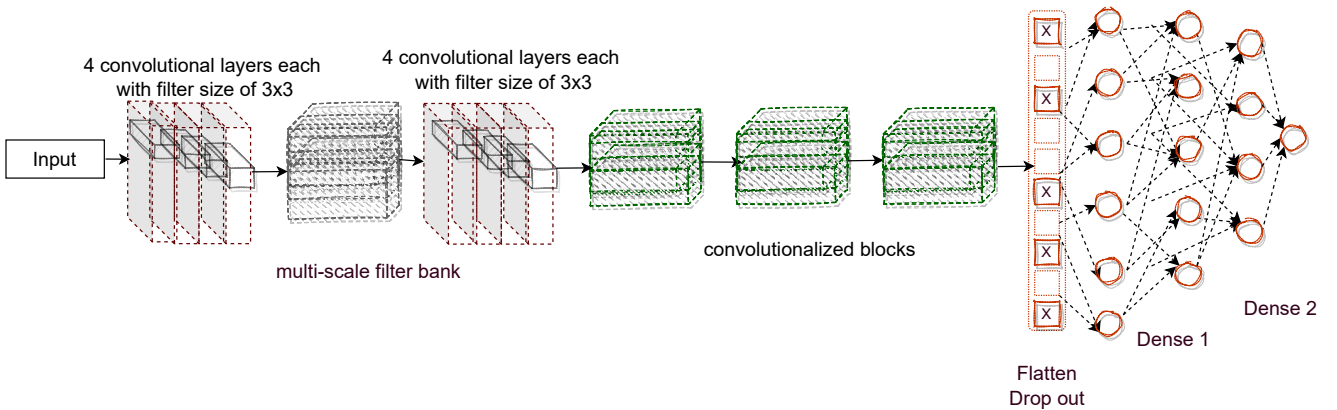 4 convolutional layers each
with filter size of 3x3
4 convolutional layers each
with filter size of 3x3
Input
multi-scale filter bank
convolutionalized blocks
X
X
X
X
X
Flatten
Drop out
Dense 1
Dense 2